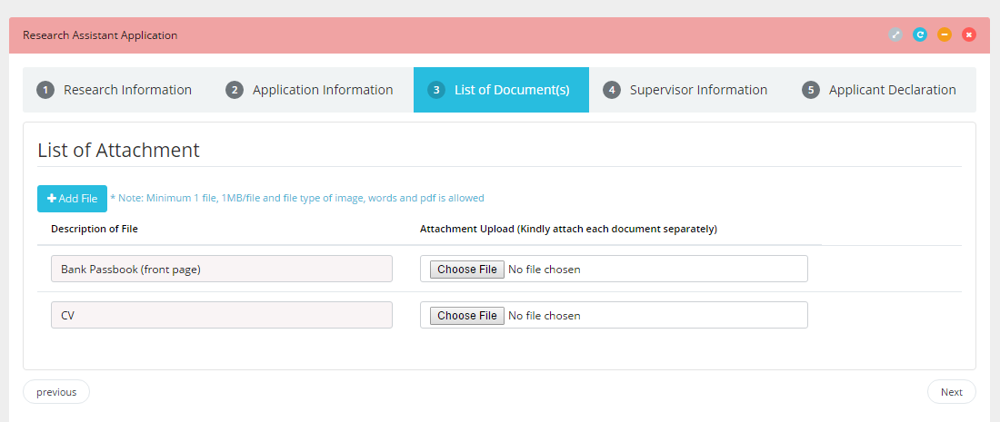 Research Assistant Application
1 Research Information 2 Application Information 3 List of Document(s) 4 Supervisor Information 5 Applicant Declaration
List of Attachment
Add File * Note: Minimum 1 file, 1MB/file and file type of image, words and pdf is allowed
Description of File Attachment Upload (Kindly attach each document separately)
Bank Passbook (front page) Choose File No file chosen
CV Choose File No file chosen
previous Next